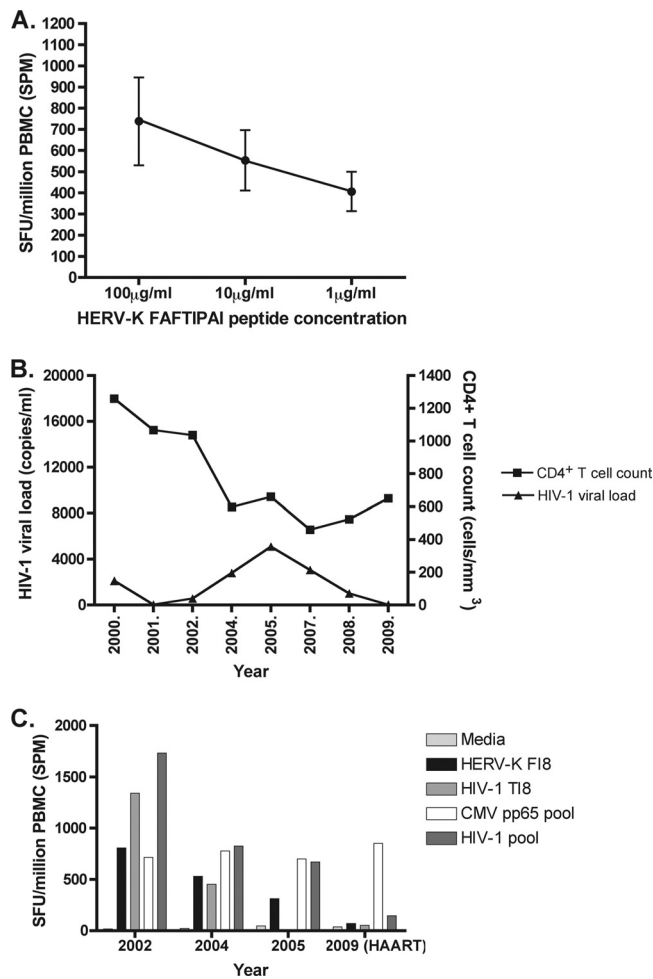 A.
SFU/million PBMC (SPM)
1200
1100
1000
900
800
700
600
500
400
300
200
100
0
100μg/ml 10μg/ml 1μg/ml
HERV-K FAFTIPAI peptide concentration
B.
HIV-1 viral load (copies/ml)
20000
16000
12000
8000
4000
0
1400
1200
1000
800
600
400
200
0
CD4+ T cell count (cells/mm³)
2000. 2001. 2002. 2004. 2005. 2007. 2008. 2009.
Year
CD4⁺ T cell count
HIV-1 viral load
C.
SFU/million PBMC (SPM)
2000
1500
1000
500
0
2002 2004 2005 2009 (HAART)
Year
Media
HERV-K FI8
HIV-1 TI8
CMV pp65 pool
HIV-1 pool